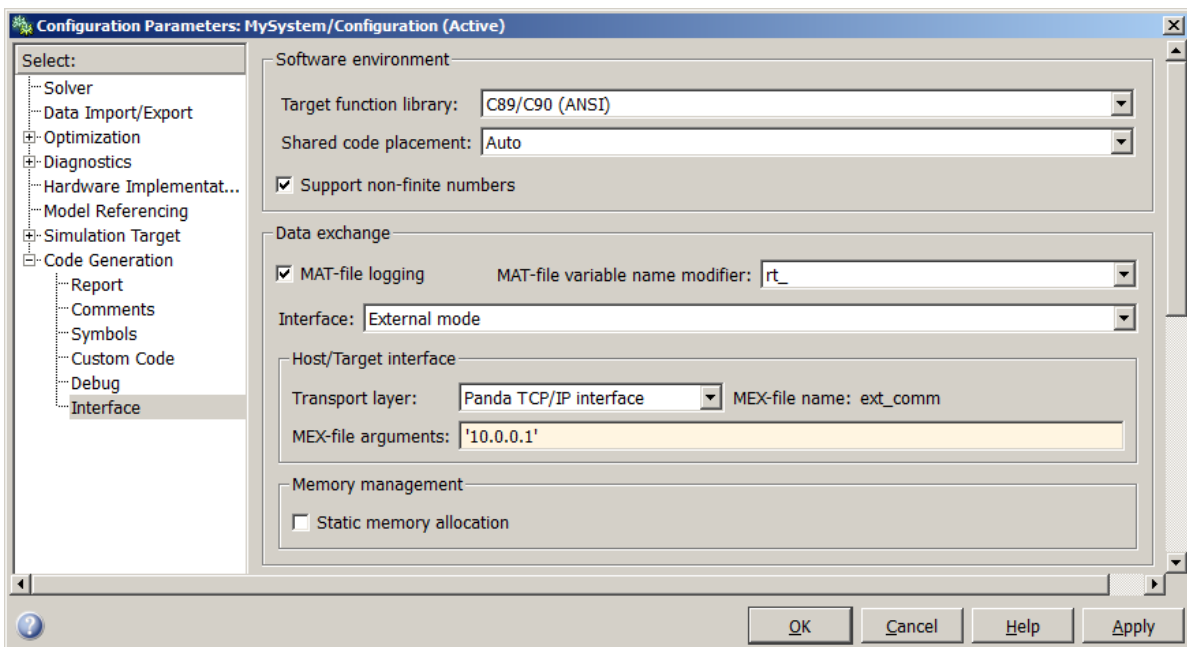 Configuration Parameters: MySystem/Configuration (Active)
Select:
Solver
Data Import/Export
Optimization
Diagnostics
Hardware Implementat...
Model Referencing
Simulation Target
Code Generation
Report
Comments
Symbols
Custom Code
Debug
Interface
Software environment
Target function library: C89/C90 (ANSI)
Shared code placement: Auto
Support non-finite numbers
Data exchange
MAT-file logging MAT-file variable name modifier: rt_
Interface: External mode
Host/Target interface
Transport layer: Panda TCP/IP interface MEX-file name: ext_comm
MEX-file arguments: '10.0.0.1'
Memory management
Static memory allocation
OK Cancel Help Apply